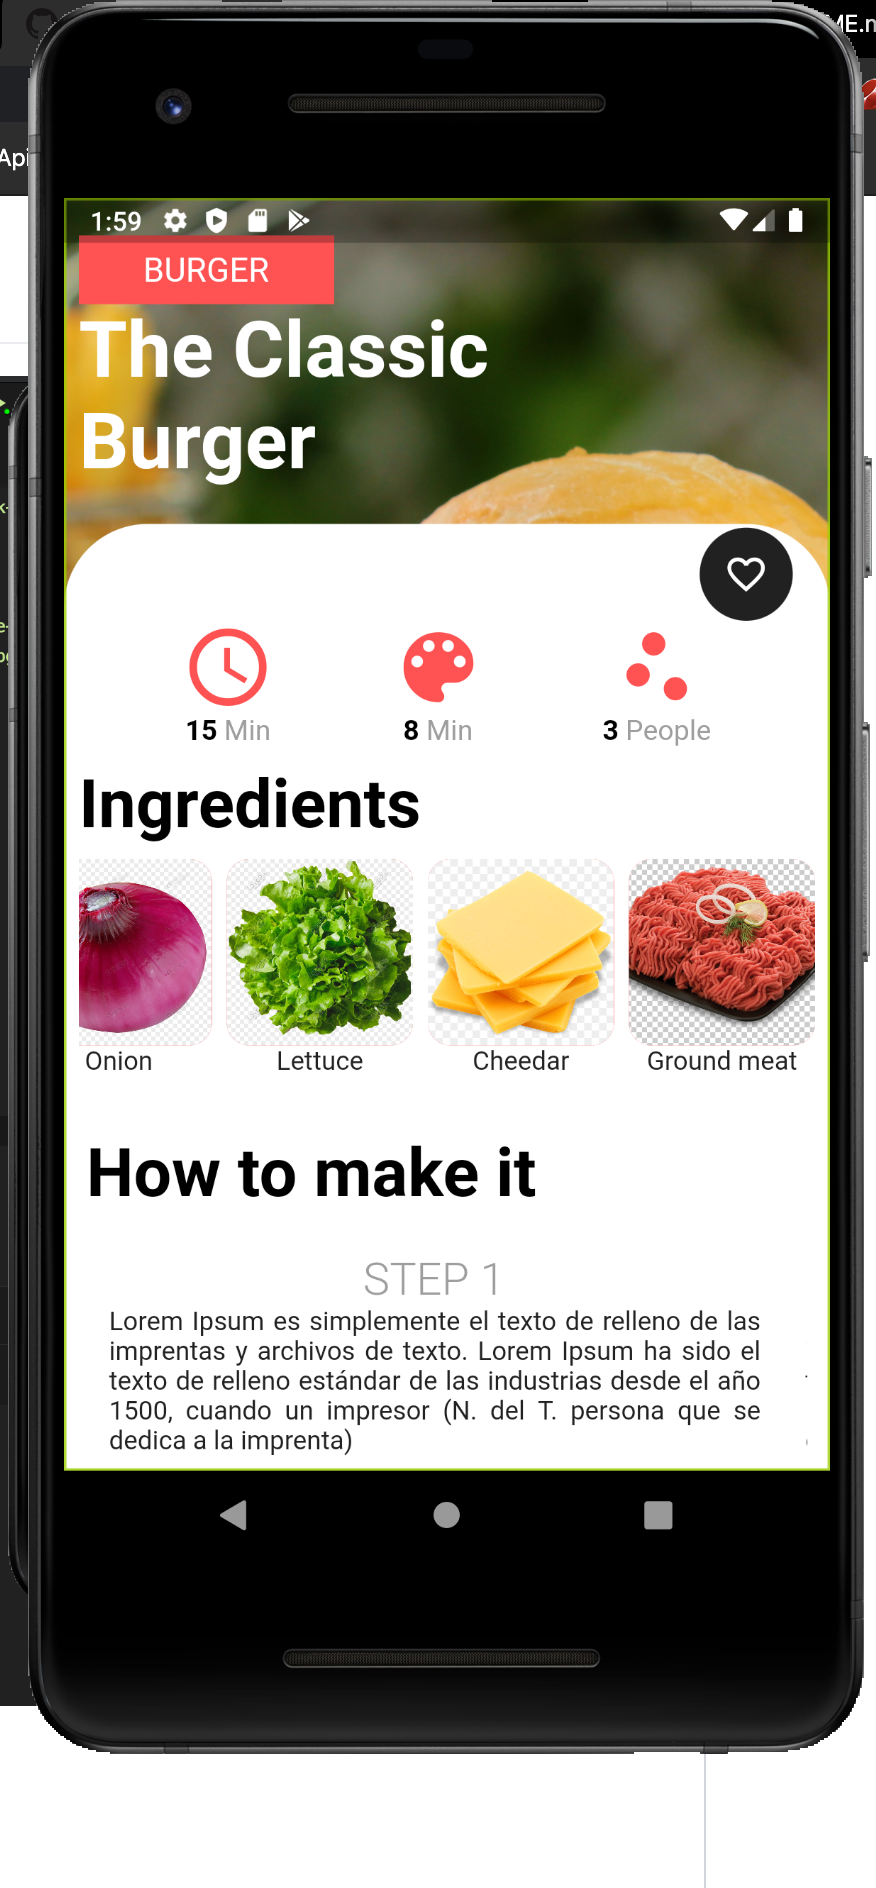 ME.n
Api
1:59
BURGER
The Classic
Burger
15 Min
8 Min
3 People
Ingredients
Onion
Lettuce
Cheedar
Ground meat
How to make it
STEP 1
Lorem Ipsum es simplemente el texto de relleno de las
imprentas y archivos de texto. Lorem Ipsum ha sido el
texto de relleno estándar de las industrias desde el año
1500, cuando un impresor (N. del T. persona que se
dedica a la imprenta)